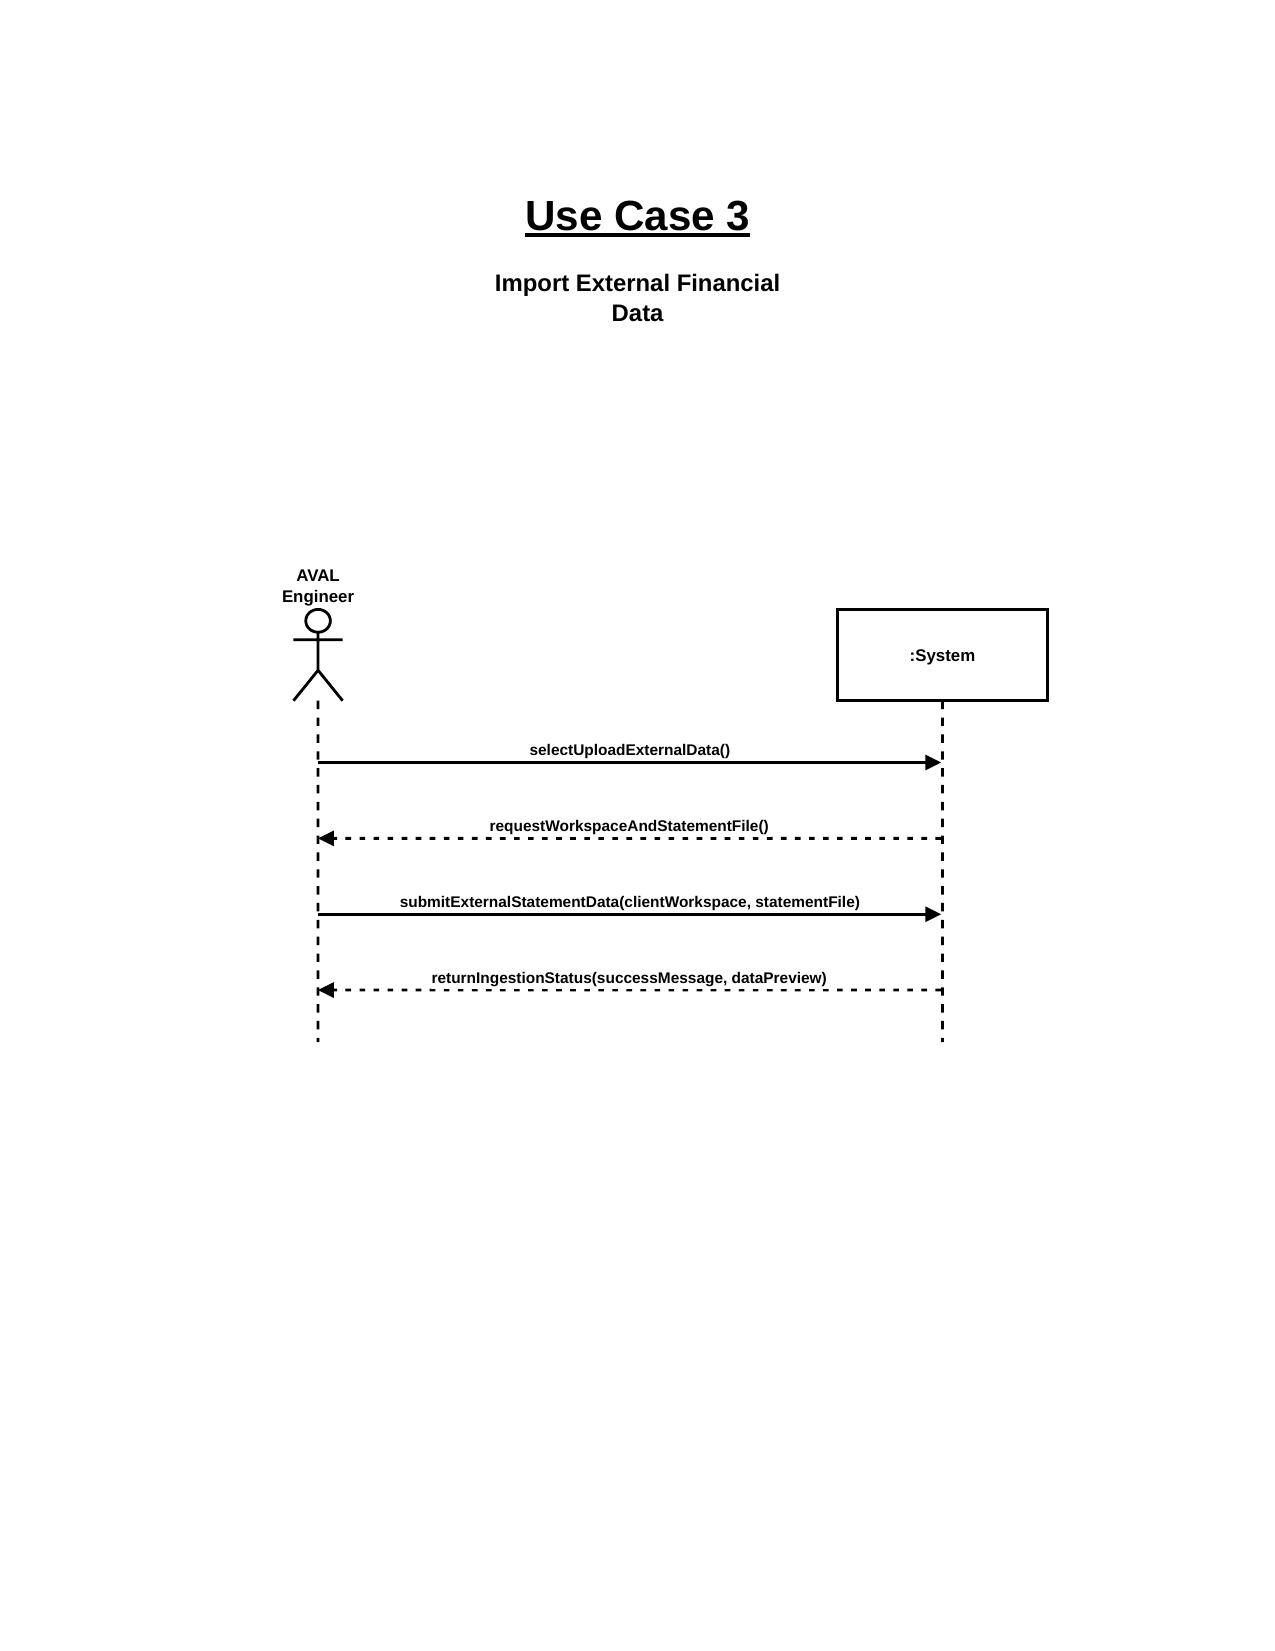 Use Case 3
Import External Financial
Data
AVAL
Engineer
:System
selectUploadExternalData()
requestWorkspaceAndStatementFile()
submitExternalStatementData(clientWorkspace, statementFile)
returnIngestionStatus(successMessage, dataPreview)